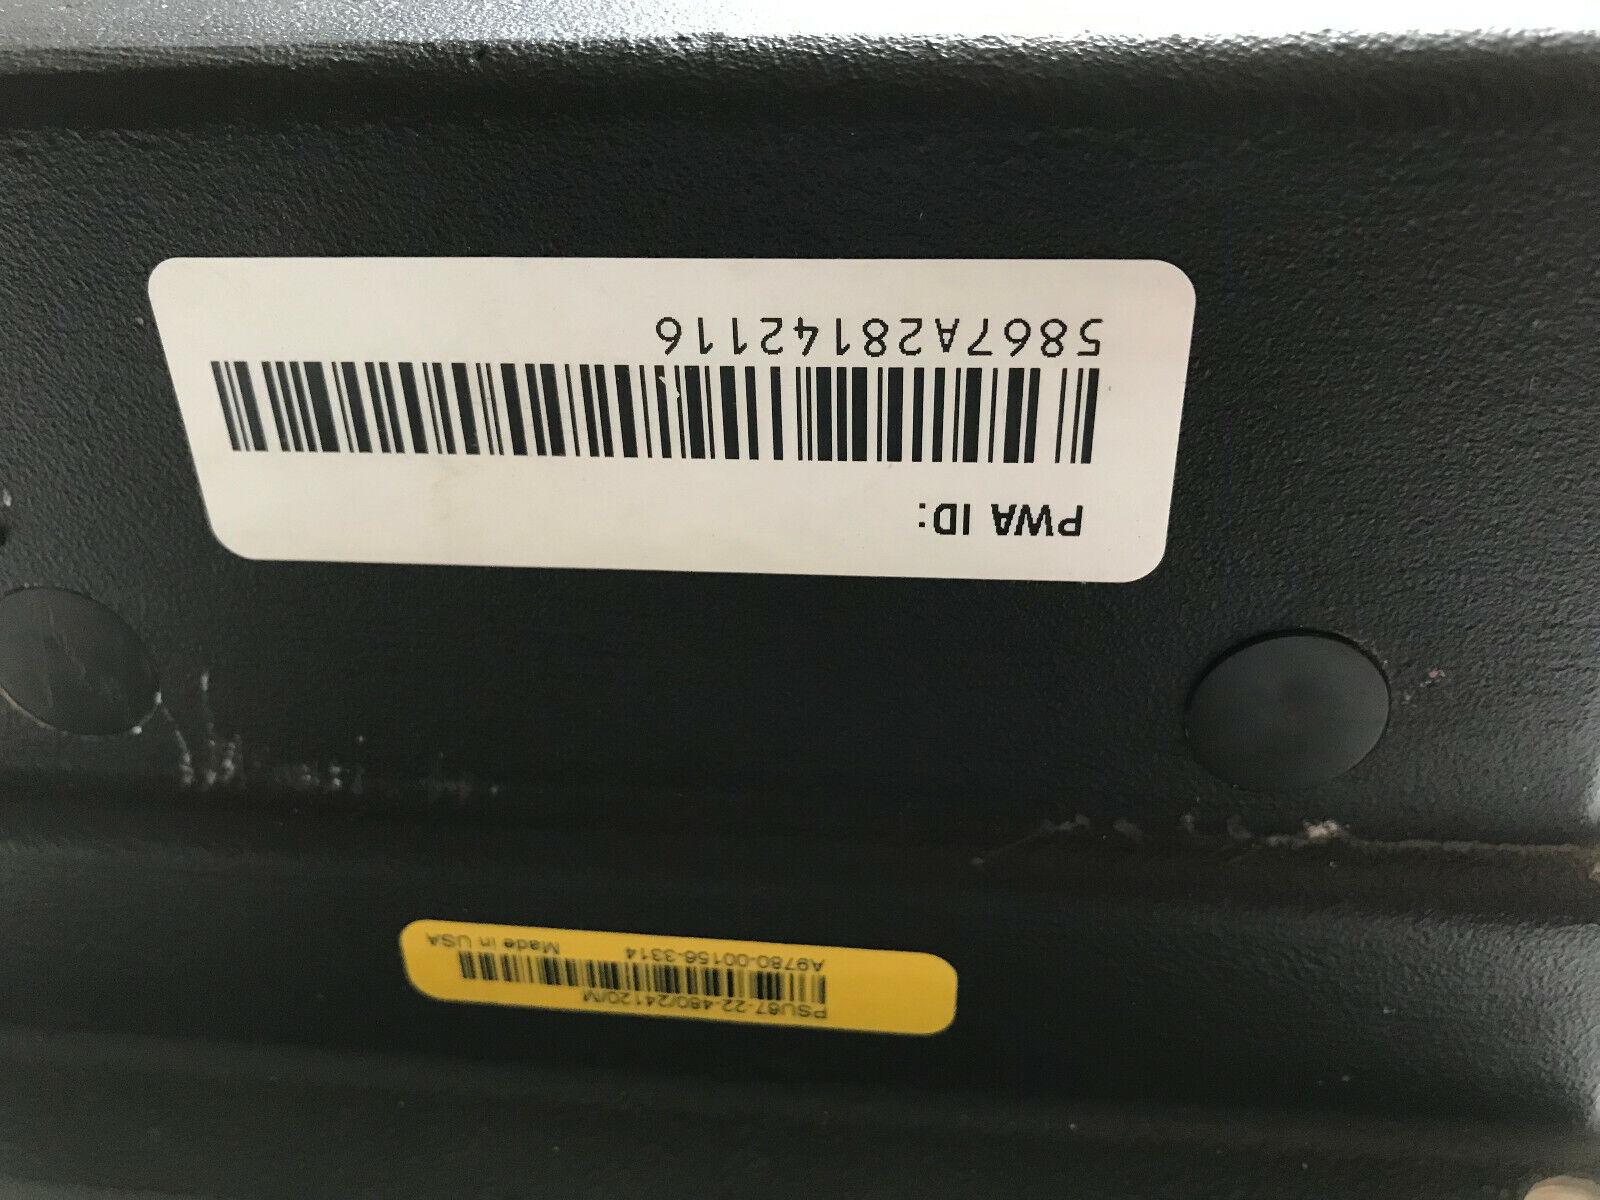 PWA ID:
5867A28142116
PSU67-22-480/24120/M
A9780-00156-3314
Made in USA